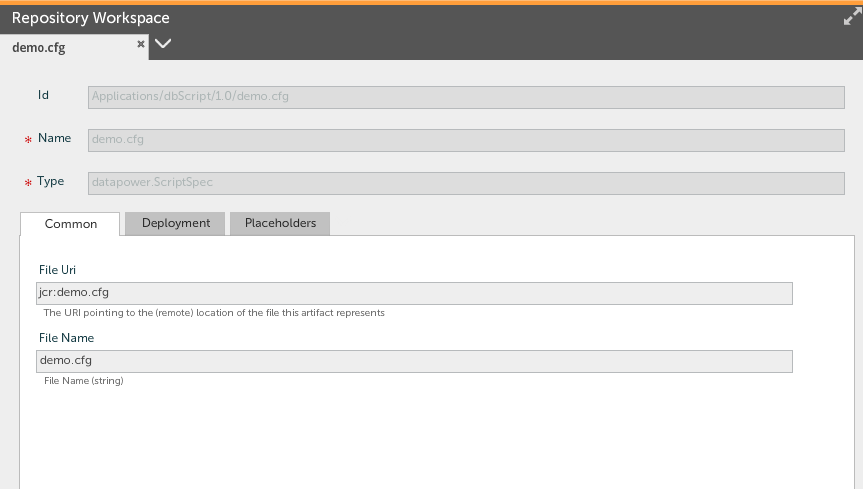 Repository Workspace
demo.cfg
Id Applications/dbScript/1.0/demo.cfg
* Name demo.cfg
* Type datapower.ScriptSpec
Common Deployment Placeholders
File Uri
jcr:demo.cfg
The URI pointing to the (remote) location of the file this artifact represents
File Name
demo.cfg
File Name (string)